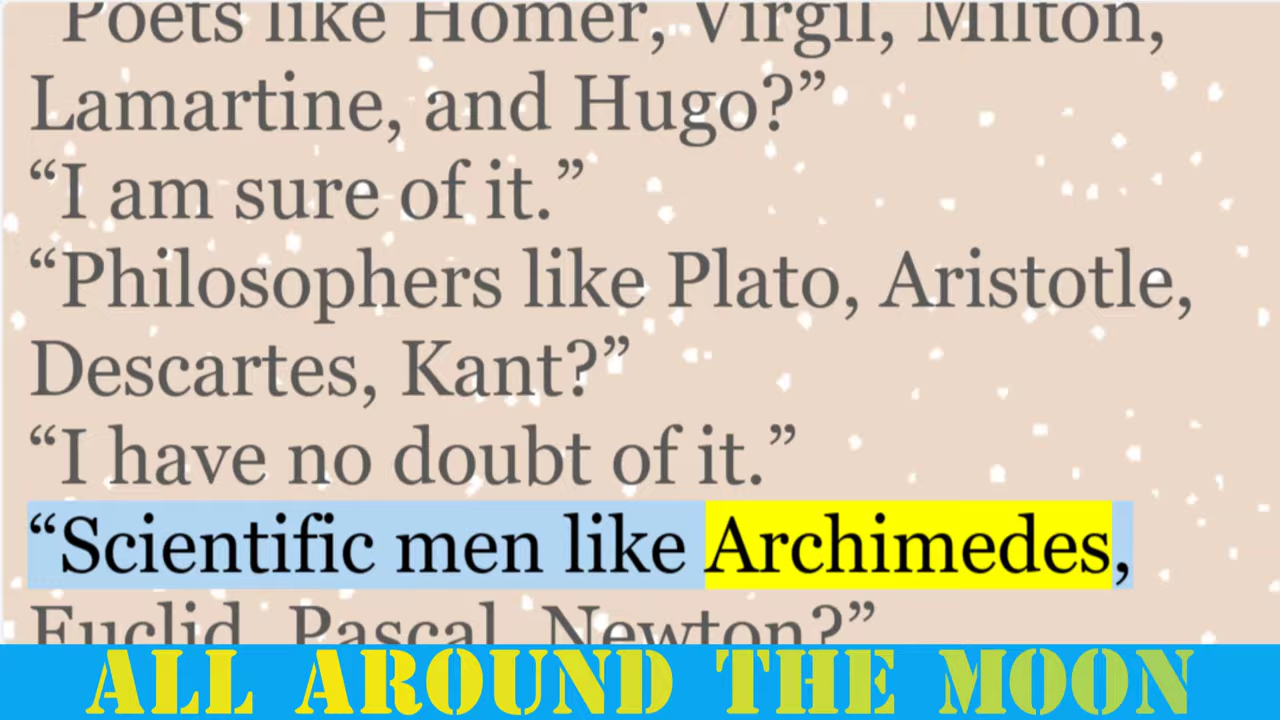 Poets like Homer, Virgil, Milton,
Lamartine, and Hugo?”
“I am sure of it.”
“Philosophers like Plato, Aristotle,
Descartes, Kant?”
“I have no doubt of it.”
“Scientific men like Archimedes,
Euclid, Pascal, Newton?”
ALL AROUND THE MOON